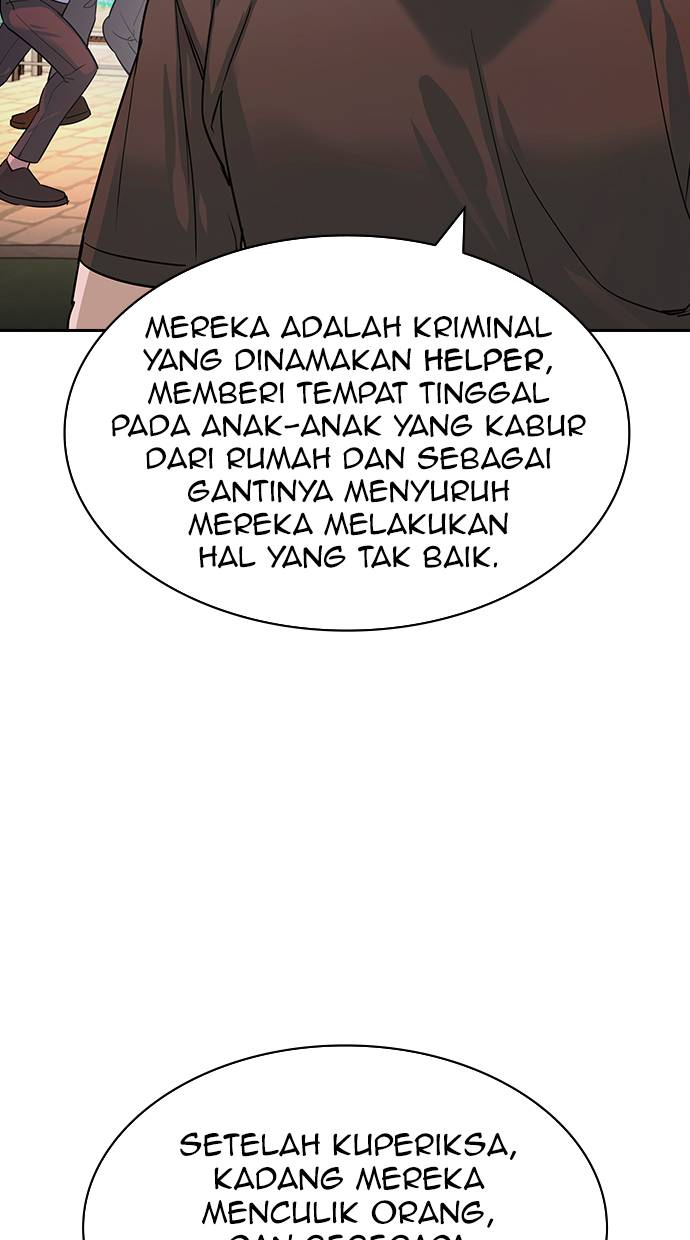 MEREKA ADALAH KRIMINAL
YANG DINAMAKAN HELPER,
MEMBERI TEMPAT TINGGAL
PADA ANAK-ANAK YANG KABUR
DARI RUMAH DAN SEBAGAI
GANTINYA MENYURUH
MEREKA MELAKUKAN
HAL YANG TAK BAIK.
SETELAH KUPERIKSA,
KADANG MEREKA
MENCULIK ORANG,